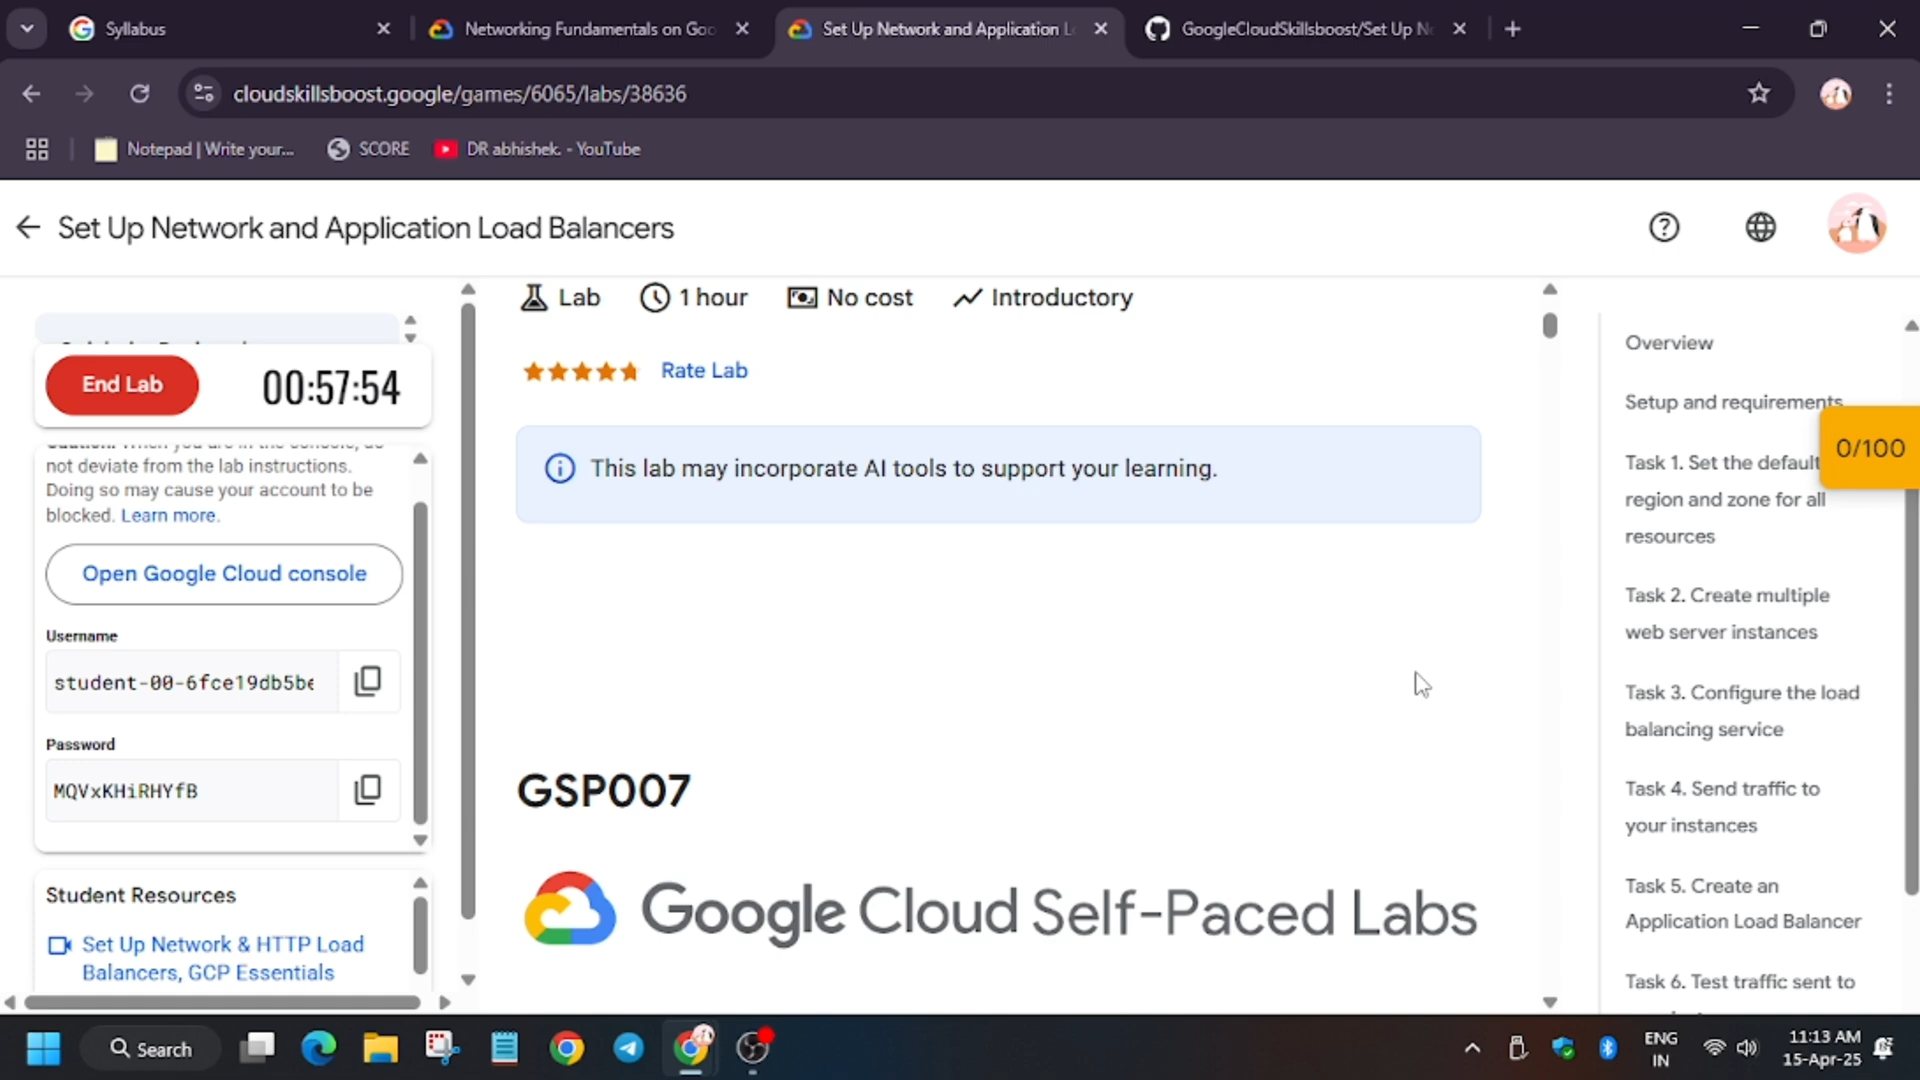 Syllabus
Networking Fundamentals on Goo
Set Up Network and Application L
GoogleCloudSkillsboost/Set Up N
cloudskillsboost.google/games/6065/labs/38636
Notepad | Write your...
SCORE
DR abhishek. - YouTube
Set Up Network and Application Load Balancers
End Lab
00:57:54
not deviate from the lab instructions.
Doing so may cause your account to be
blocked. Learn more.
Open Google Cloud console
Username
student-00-6fce19db5be
Password
MQVxKHiRHYfB
Student Resources
Set Up Network & HTTP Load
Balancers, GCP Essentials
Lab
1 hour
No cost
Introductory
Rate Lab
This lab may incorporate AI tools to support your learning.
GSP007
Google Cloud Self-Paced Labs
Overview
Setup and requirements
0/100
Task 1. Set the default
region and zone for all
resources
Task 2. Create multiple
web server instances
Task 3. Configure the load
balancing service
Task 4. Send traffic to
your instances
Task 5. Create an
Application Load Balancer
Task 6. Test traffic sent to
Search
ENG
IN
11:13 AM
15-Apr-25